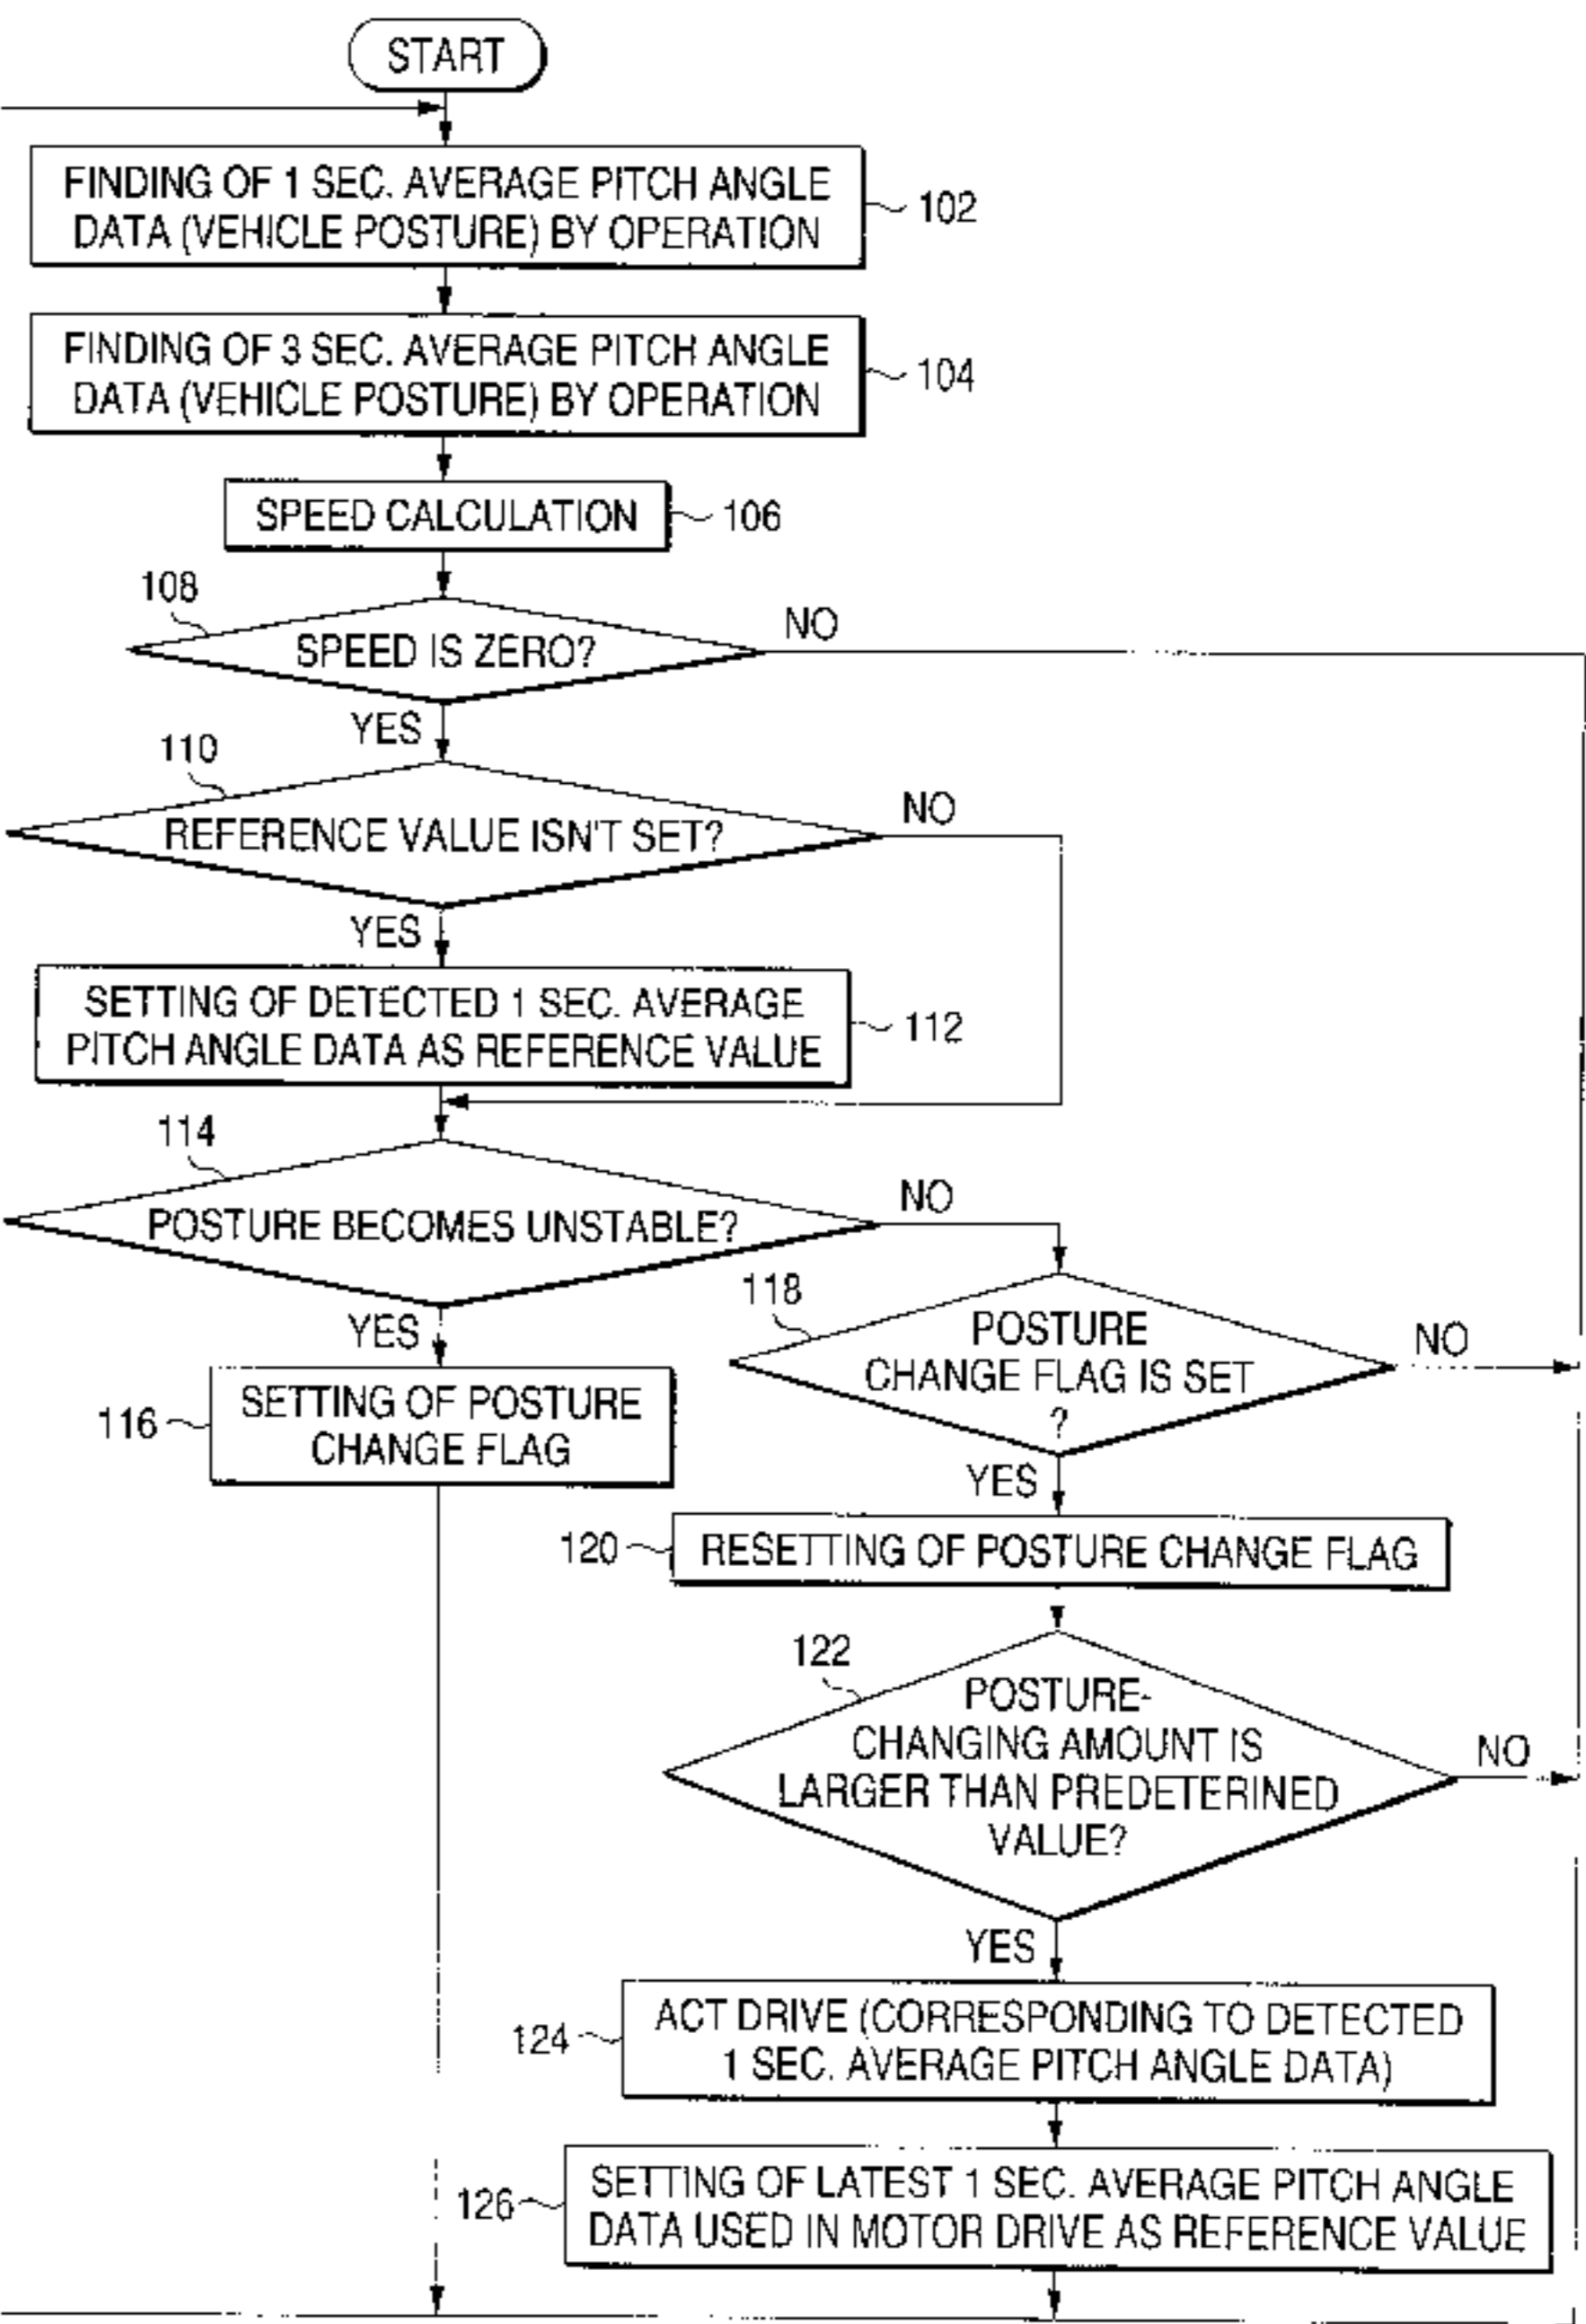 START
FINDING OF 1 SEC. AVERAGE PITCH ANGLE
DATA (VEHICLE POSTURE) BY OPERATION
102
FINDING OF 3 SEC. AVERAGE PITCH ANGLE
DATA (VEHICLE POSTURE) BY OPERATION
104
SPEED CALCULATION
106
108
SPEED IS ZERO?
NO
YES
110
REFERENCE VALUE ISN'T SET?
NO
YES
SETTING OF DETECTED 1 SEC. AVERAGE
PITCH ANGLE DATA AS REFERENCE VALUE
112
114
POSTURE BECOMES UNSTABLE?
NO
YES
116
SETTING OF POSTURE
CHANGE FLAG
118
POSTURE
CHANGE FLAG IS SET
?
NO
YES
120
RESETTING OF POSTURE CHANGE FLAG
122
POSTURE-
CHANGING AMOUNT IS
LARGER THAN PREDETERINED
VALUE?
NO
YES
124
ACT DRIVE (CORRESPONDING TO DETECTED
1 SEC. AVERAGE PITCH ANGLE DATA)
126
SETTING OF LATEST 1 SEC. AVERAGE PITCH ANGLE
DATA USED IN MOTOR DRIVE AS REFERENCE VALUE